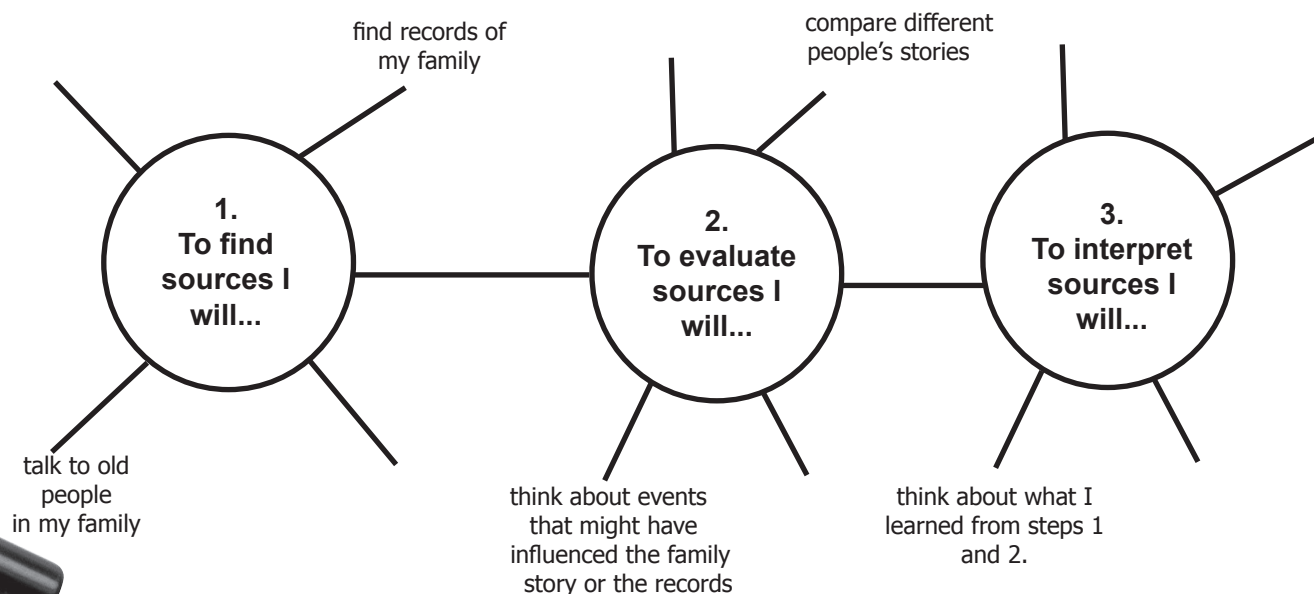 find records of
my family
compare different
people's stories
1.
To find
sources I
will...
2.
To evaluate
sources I
will...
3.
To interpret
sources I
will...
talk to old
people
in my family
think about events
that might have
influenced the family
story or the records
think about what I
learned from steps 1
and 2.